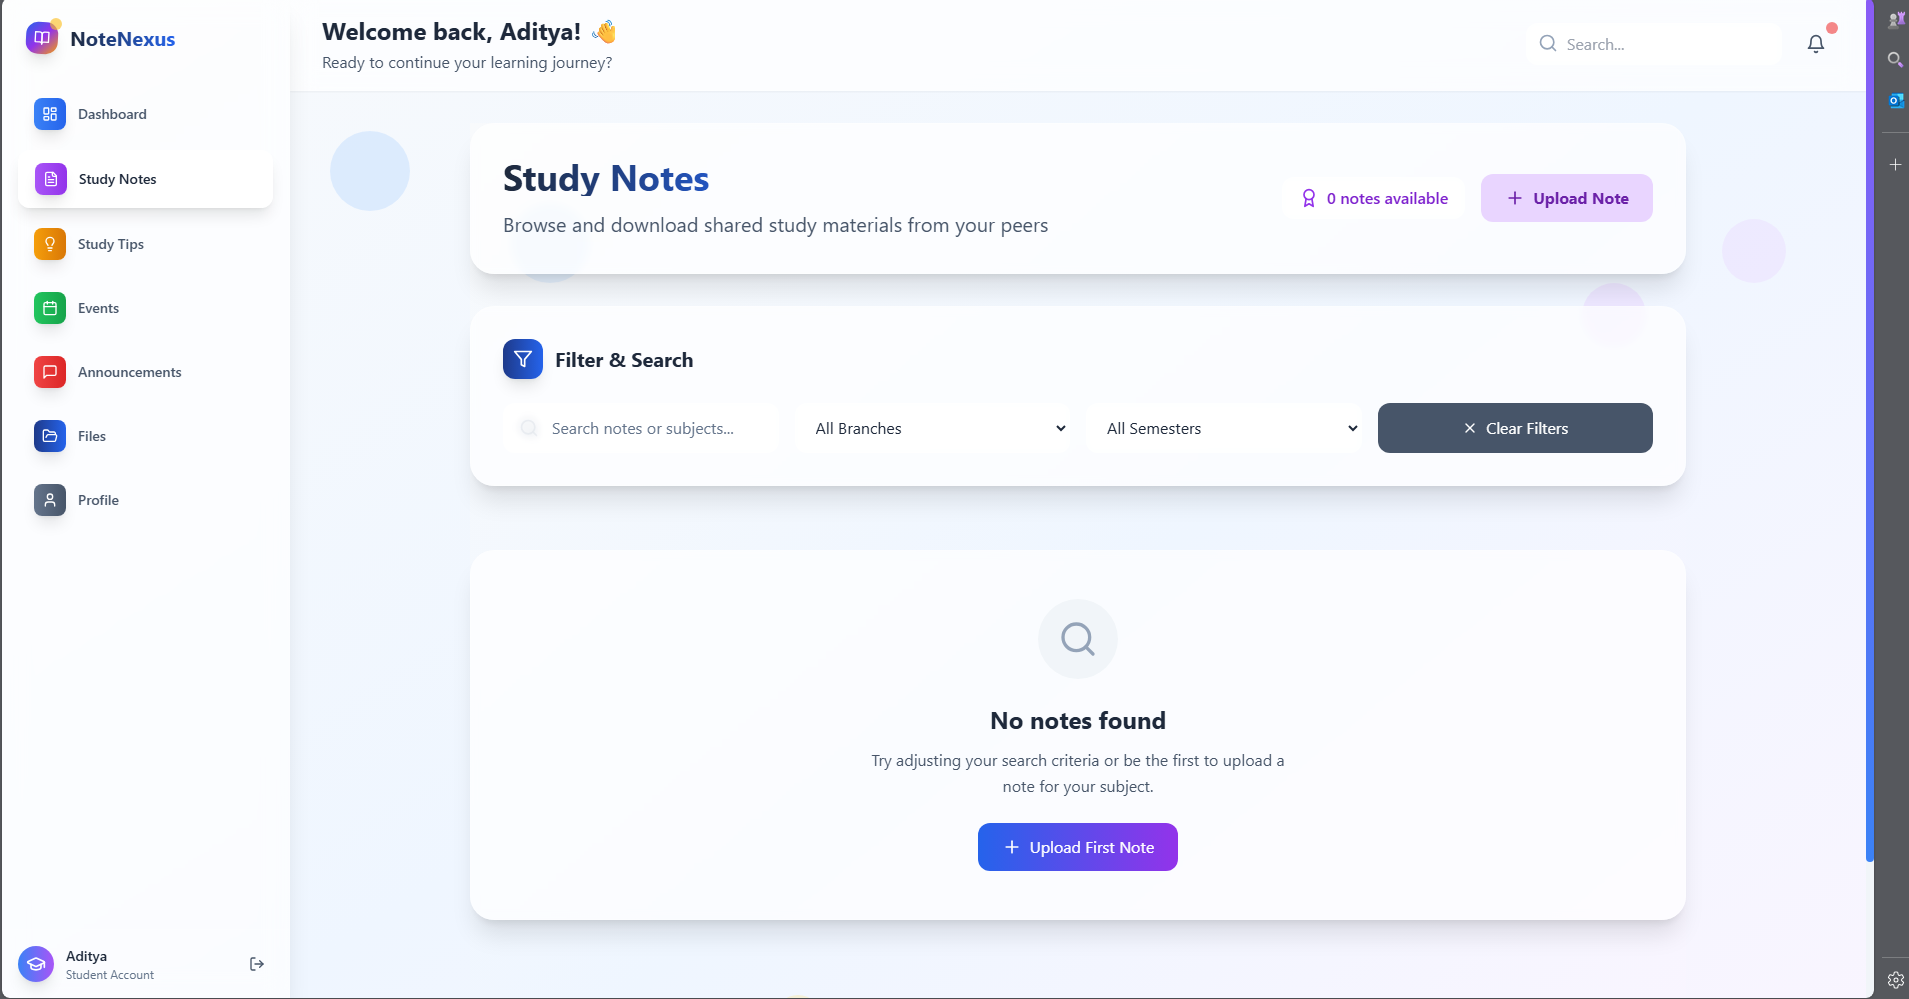 NoteNexus
Dashboard
Study Notes
Study Tips
Events
Announcements
Files
Profile
Aditya
Student Account
Welcome back, Aditya! 👋
Ready to continue your learning journey?
Search...
Study Notes
Browse and download shared study materials from your peers
0 notes available
Upload Note
Filter & Search
Search notes or subjects...
All Branches
All Semesters
Clear Filters
No notes found
Try adjusting your search criteria or be the first to upload a
note for your subject.
Upload First Note